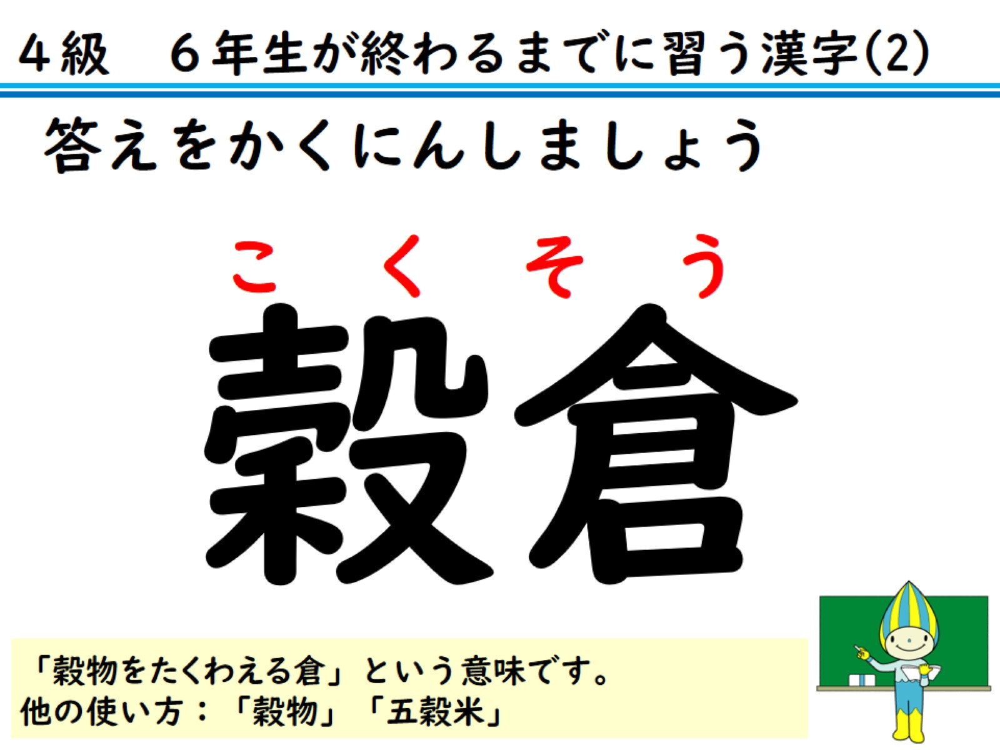 ４級　６年生が終わるまでに習う漢字(2)
答えをかくにんしましょう
こくそう
穀倉
「穀物をたくわえる倉」という意味です。
他の使い方：「穀物」「五穀米」